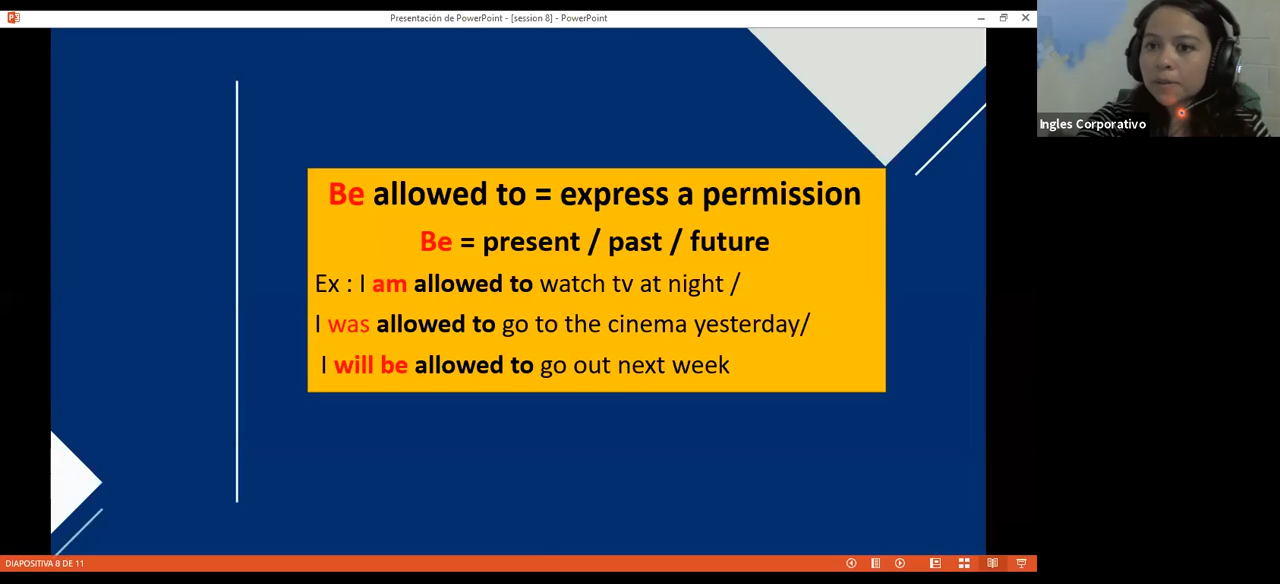 Presentación de PowerPoint - [session 8] - PowerPoint
Ingles Corporativo
Be allowed to = express a permission
Be = present / past / future
Ex : I am allowed to watch tv at night /
I was allowed to go to the cinema yesterday/
I will be allowed to go out next week
DIAPOSITIVA 8 DE 11